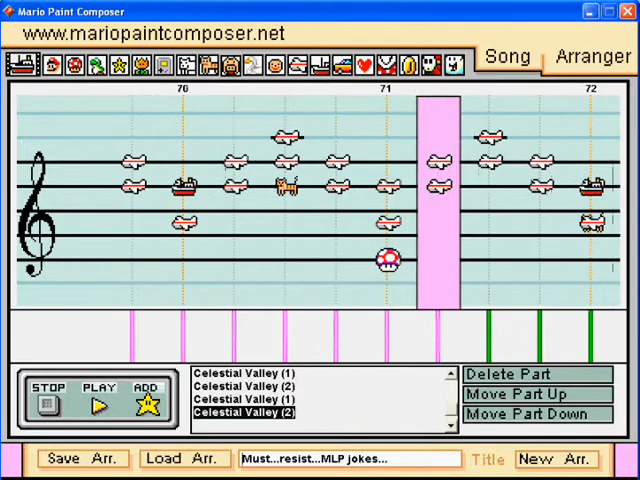 Mario Paint Composer
www.mariopaintcomposer.net
Song
Arranger
70
71
72
STOP
PLAY
ADD
Celestial Valley (1)
Celestial Valley (2)
Celestial Valley (1)
Celestial Valley (2)
Delete Part
Move Part Up
Move Part Down
Save Arr.
Load Arr.
Must...resist...MLP jokes...
Title
New Arr.